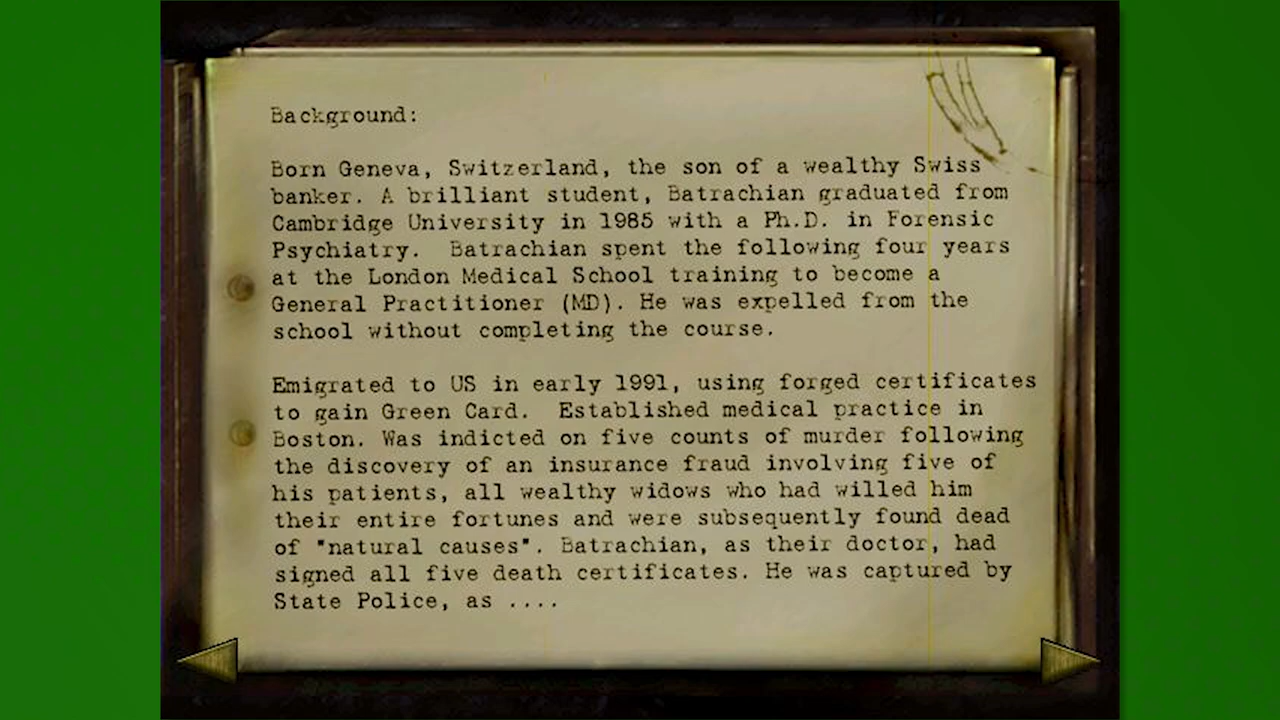 Background:
Born Geneva, Switzerland, the son of a wealthy Swiss
banker. A brilliant student, Batrachian graduated from
Cambridge University in 1985 with a Ph.D. in Forensic
Psychiatry. Batrachian spent the following four years
at the London Medical School training to become a
General Practitioner (MD). He was expelled from the
school without completing the course.
Emigrated to US in early 1991, using forged certificates
to gain Green Card. Established medical practice in
Boston. Was indicted on five counts of murder following
the discovery of an insurance fraud involving five of
his patients, all wealthy widows who had willed him
their entire fortunes and were subsequently found dead
of "natural causes". Batrachian, as their doctor, had
signed all five death certificates. He was captured by
State Police, as ....